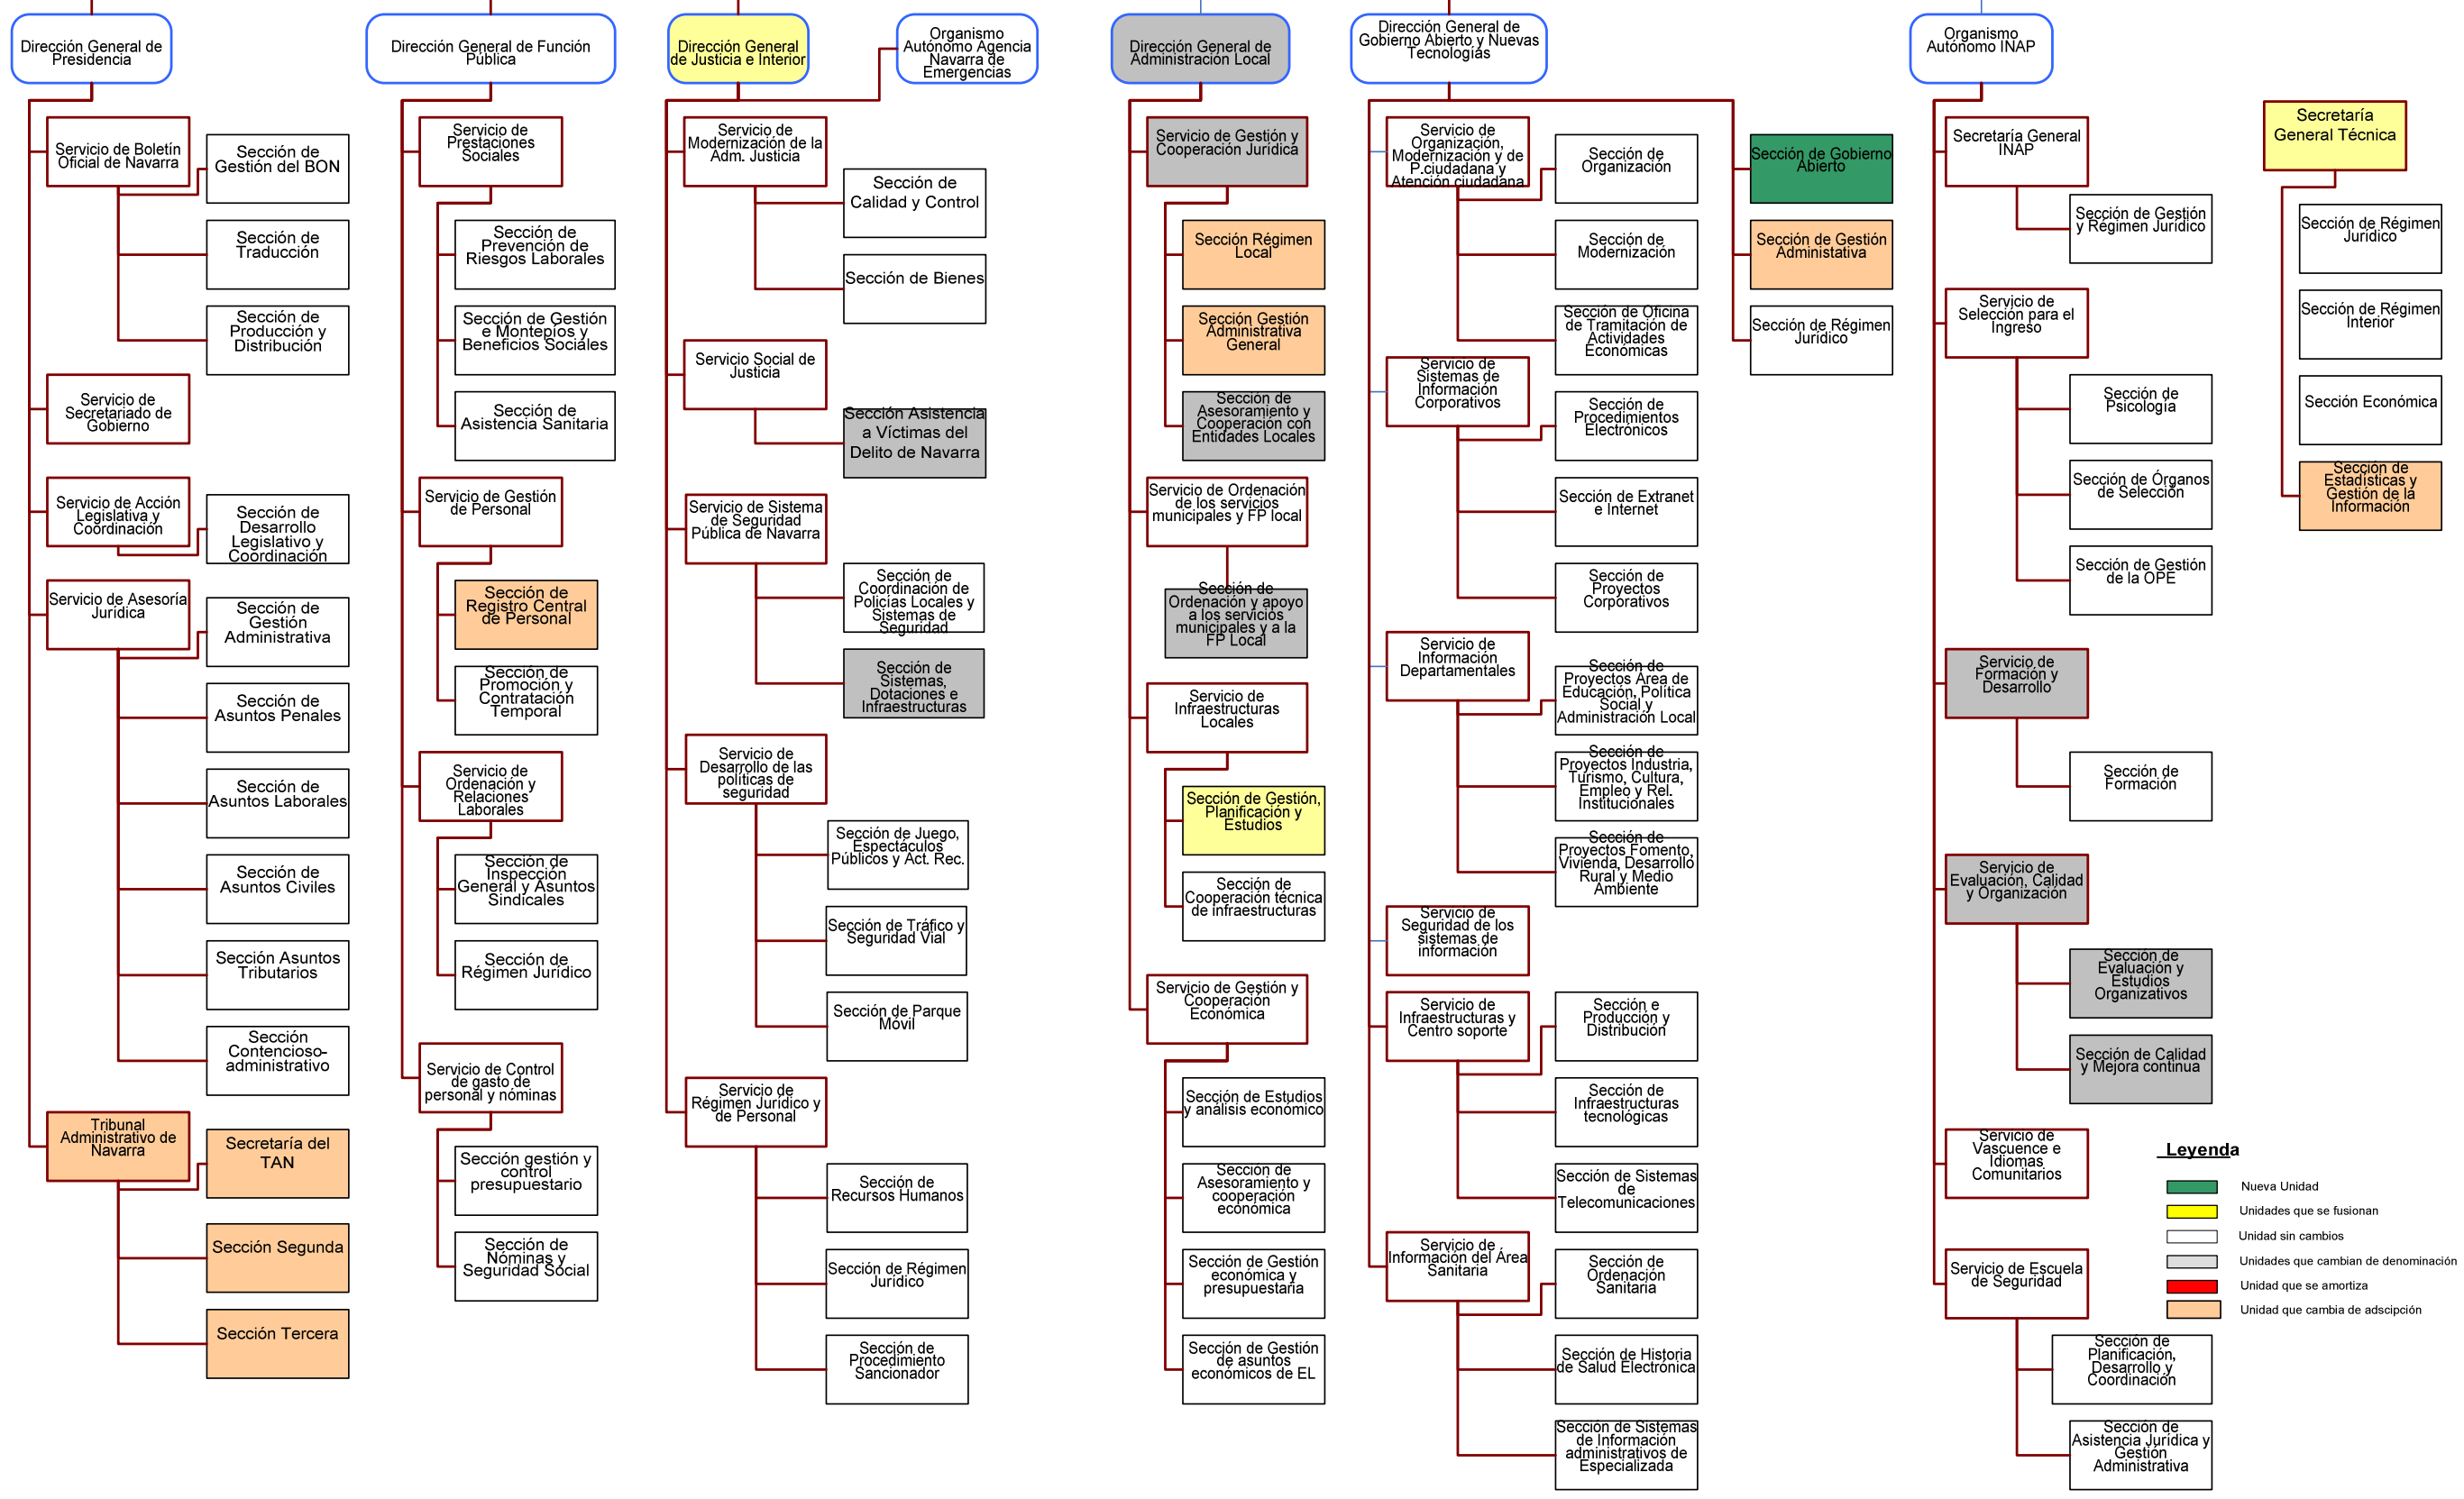 Dirección General de
Presidencia
Servicio de Boletín
Oficial de Navarra
Sección de
Gestión del BON
Sección de
Traducción
Sección de
Producción y
Distribución
Servicio de
Secretariado de
Gobierno
Servicio de Acción
Legislativa y
Coordinación
Sección de
Desarrollo
Legislativo y
Coordinación
Servicio de Asesoría
Jurídica
Sección de
Gestión
Administrativa
Sección de
Asuntos Penales
Sección de
Asuntos Laborales
Sección de
Asuntos Civiles
Sección Asuntos
Tributarios
Sección
Contencioso-
administrativo
Tribunal
Administrativo de
Navarra
Secretaría del
TAN
Sección Segunda
Sección Tercera
Dirección General de Función
Pública
Servicio de
Prestaciones
Sociales
Sección de
Prevención de
Riesgos Laborales
Sección de Gestión
e Montepíos y
Beneficios Sociales
Sección de
Asistencia Sanitaria
Servicio de Gestión
de Personal
Sección de
Registro Central
de Personal
Sección de
Promoción y
Contratación
Temporal
Servicio de
Ordenación y
Relaciones
Laborales
Sección de
Inspección
General y Asuntos
Sindicales
Sección de
Régimen Jurídico
Servicio de Control
de gasto de
personal y nóminas
Sección gestión y
control
presupuestario
Sección de
Nóminas y
Seguridad Social
Dirección General
de Justicia e Interior
Organismo
Autónomo Agencia
Navarra de
Emergencias
Servicio de
Modernización de la
Adm. Justicia
Sección de
Calidad y Control
Sección de Bienes
Servicio Social de
Justicia
Sección Asistencia
a Víctimas del
Delito de Navarra
Servicio de Sistema
de Seguridad
Pública de Navarra
Sección de
Coordinación de
Policías Locales y
Sistemas de
Seguridad
Sección de
Sistemas,
Dotaciones e
Infraestructuras
Servicio de
Desarrollo de las
políticas de
seguridad
Sección de Juego,
Espectáculos
Públicos y Act. Rec.
Sección de Tráfico y
Seguridad Vial
Sección de Parque
Móvil
Servicio de
Régimen Jurídico y
de Personal
Sección de
Recursos Humanos
Sección de Régimen
Jurídico
Sección de
Procedimiento
Sancionador
Dirección General de
Administración Local
Servicio de Gestión y
Cooperación Jurídica
Sección Régimen
Local
Sección Gestión
Administrativa
General
Sección de
Asesoramiento y
Cooperación con
Entidades Locales
Servicio de Ordenación
de los servicios
municipales y FP local
Sección de
Ordenación y apoyo
a los servicios
municipales y a la
FP Local
Servicio de
Infraestructuras
Locales
Sección de Gestión,
Planificación y
Estudios
Sección de
Cooperación técnica
de infraestructuras
Servicio de Gestión y
Cooperación
Económica
Sección de Estudios
y análisis económico
Sección de
Asesoramiento y
cooperación
económica
Sección de Gestión
económica y
presupuestaria
Sección de Gestión
de asuntos
económicos de EL
Dirección General de
Gobierno Abierto y Nuevas
Tecnologías
Servicio de
Organización,
Modernización y de
P.ciudadana y
Atención ciudadana
Sección de
Organización
Sección de
Modernización
Sección de Oficina
de Tramitación de
Actividades
Económicas
Servicio de
Sistemas de
Información
Corporativos
Sección de
Procedimientos
Electrónicos
Sección de Extranet
e Internet
Sección de
Proyectos
Corporativos
Servicio de
Información
Departamentales
Sección de
Proyectos Área de
Educación, Política
Social y
Administración Local
Sección de
Proyectos Industria,
Turismo, Cultura,
Empleo y Rel.
Institucionales
Sección de
Proyectos Fomento,
Vivienda, Desarrollo
Rural y Medio
Ambiente
Servicio de
Seguridad de los
sistemas de
información
Servicio de
Infraestructuras y
Centro soporte
Sección e
Producción y
Distribución
Sección de
Infraestructuras
tecnológicas
Sección de Sistemas
de
Telecomunicaciones
Servicio de
Información del Área
Sanitaria
Sección de
Ordenación
Sanitaria
Sección de Historia
de Salud Electrónica
Sección de Sistemas
de Información
administrativos de
Especializada
Sección de Gobierno
Abierto
Sección de Gestión
Administativa
Sección de Régimen
Jurídico
Organismo
Autónomo INAP
Secretaría General
INAP
Sección de Gestión
y Régimen Jurídico
Servicio de
Selección para el
Ingreso
Sección de
Psicología
Sección de Órganos
de Selección
Sección de Gestión
de la OPE
Servicio de
Formación y
Desarrollo
Sección de
Formación
Servicio de
Evaluación, Calidad
y Organización
Sección de
Evaluación y
Estudios
Organizativos
Sección de Calidad
y Mejora continua
Servicio de
Vascuence e
Idiomas
Comunitarios
Servicio de Escuela
de Seguridad
Sección de
Planificación,
Desarrollo y
Coordinación
Sección de
Asistencia Jurídica y
Gestión
Administrativa
Secretaría
General Técnica
Sección de Régimen
Jurídico
Sección de Régimen
Interior
Sección Económica
Sección de
Estadísticas y
Gestión de la
Información
Leyenda
Nueva Unidad
Unidades que se fusionan
Unidad sin cambios
Unidades que cambian de denominación
Unidad que se amortiza
Unidad que cambia de adscipción